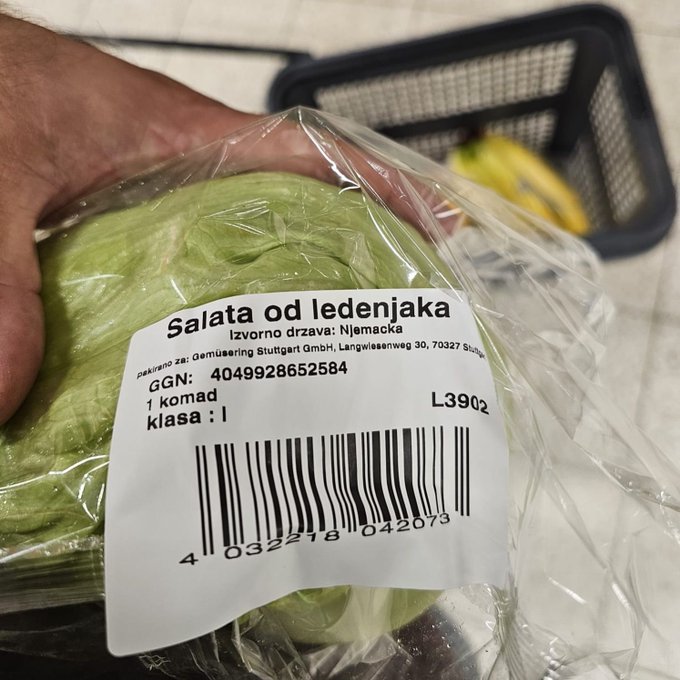 Salata od ledenjaka
Izvorno drzava: Njemacka
Pakirano za: Gemüsering Stuttgart GmbH, Langwiesenweg 30, 70327
GGN: 4049928652584
1 komad
klasa : I
L3902
4 032218 042073